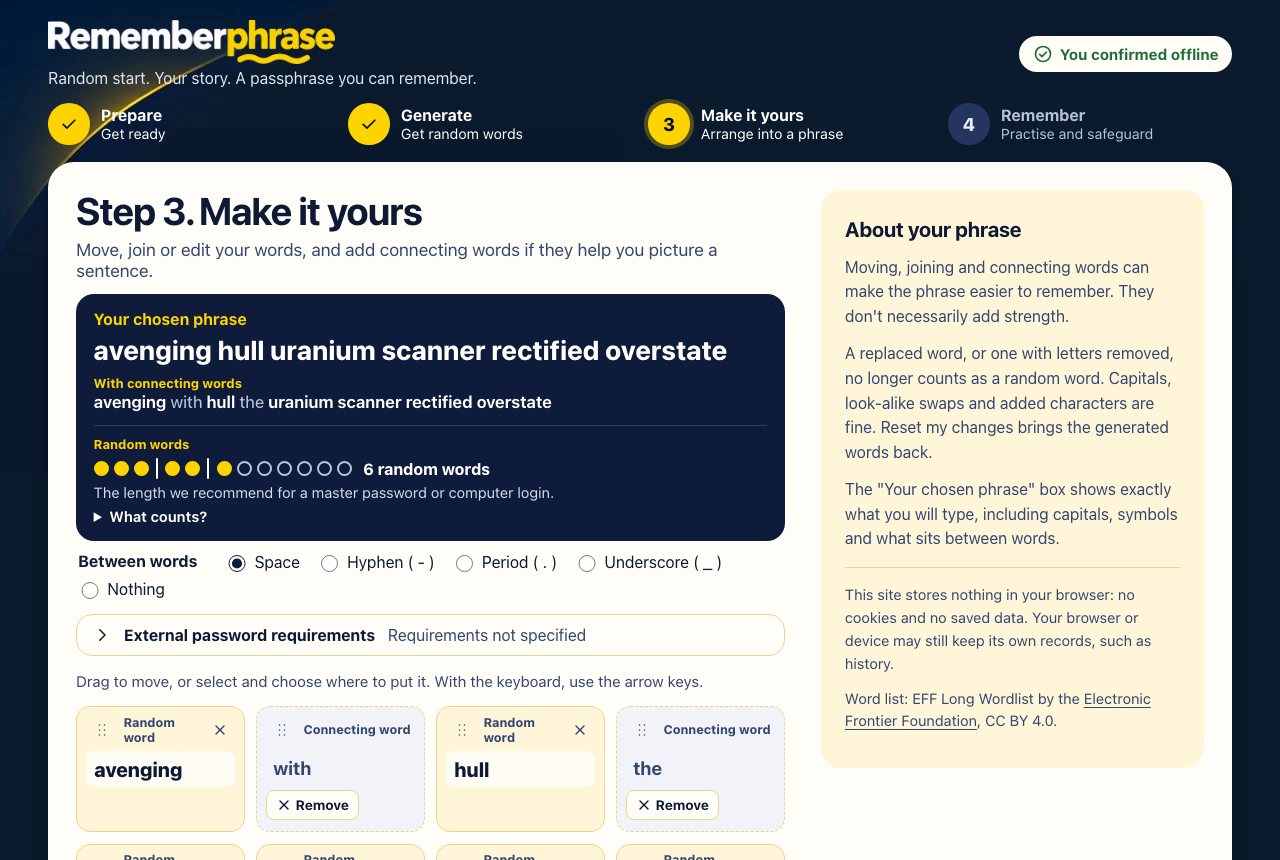 Rememberphrase
Random start. Your story. A passphrase you can remember.
You confirmed offline
Prepare
Get ready
Generate
Get random words
3
Make it yours
Arrange into a phrase
4
Remember
Practise and safeguard
Step 3. Make it yours
Move, join or edit your words, and add connecting words if they help you picture a
sentence.
Your chosen phrase
avenging hull uranium scanner rectified overstate
With connecting words
avenging with hull the uranium scanner rectified overstate
Random words
6 random words
The length we recommend for a master password or computer login.
What counts?
Between words
Space
Hyphen ( - )
Period ( . )
Underscore ( _ )
Nothing
External password requirements Requirements not specified
Drag to move, or select and choose where to put it. With the keyboard, use the arrow keys.
Random
word
avenging
Connecting word
with
Remove
Random
word
hull
Connecting word
the
Remove
Random
Random
Random
Random
About your phrase
Moving, joining and connecting words can
make the phrase easier to remember. They
don't necessarily add strength.
A replaced word, or one with letters removed,
no longer counts as a random word. Capitals,
look-alike swaps and added characters are
fine. Reset my changes brings the generated
words back.
The "Your chosen phrase" box shows exactly
what you will type, including capitals, symbols
and what sits between words.
This site stores nothing in your browser: no
cookies and no saved data. Your browser or
device may still keep its own records, such as
history.
Word list: EFF Long Wordlist by the Electronic
Frontier Foundation, CC BY 4.0.